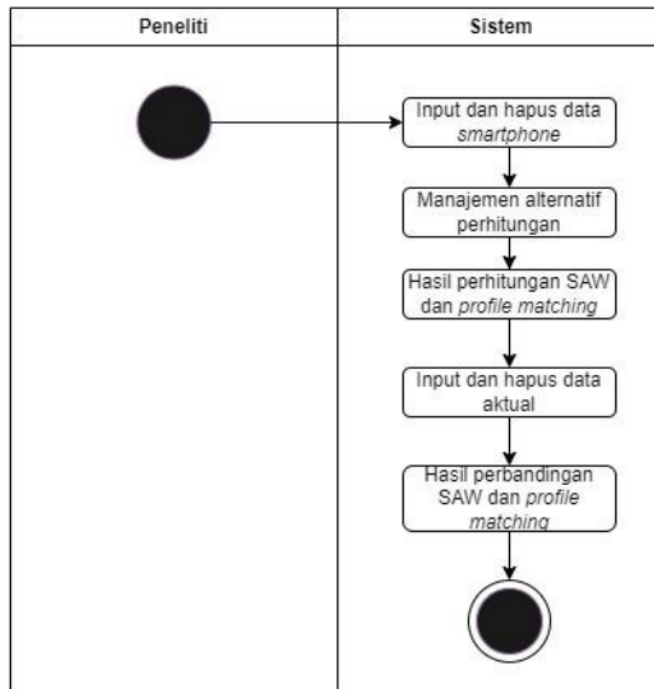 Peneliti
Sistem
Input dan hapus data
smartphone
Manajemen alternatif
perhitungan
Hasil perhitungan SAW
dan profile matching
Input dan hapus data
aktual
Hasil perbandingan
SAW dan profile
matching